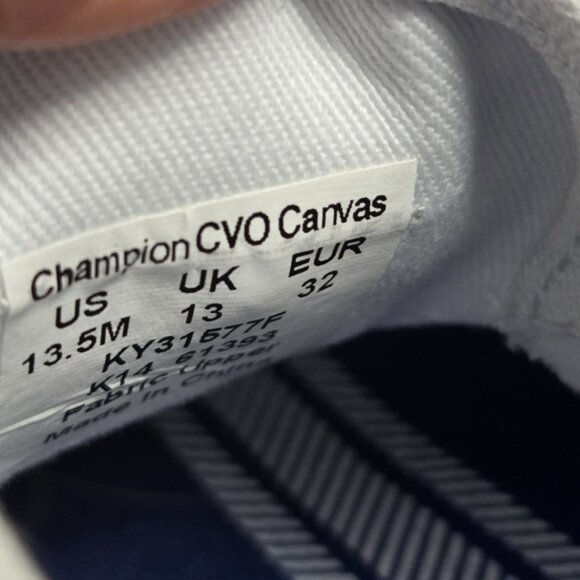 Champion CVO Canvas
US UK EUR
13.5M 13 32
KY31577F
K14 61393
Fabric Upper
Made in China